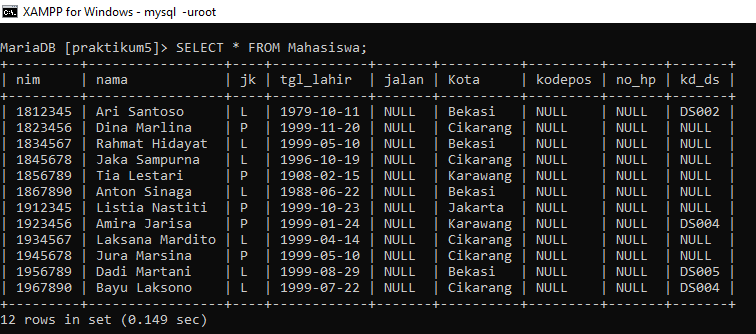 XAMPP for Windows - mysql -uroot
MariaDB [praktikum5]> SELECT * FROM Mahasiswa;
+---------+------------------+----+------------+-------+----------+---------+-------+-------+
| nim     | nama             | jk | tgl_lahir  | jalan | Kota     | kodepos | no_hp | kd_ds |
+---------+------------------+----+------------+-------+----------+---------+-------+-------+
| 1812345 | Ari Santoso      | L  | 1979-10-11 | NULL  | Bekasi   | NULL    | NULL  | DS002 |
| 1823456 | Dina Marlina     | P  | 1999-11-20 | NULL  | Cikarang | NULL    | NULL  | NULL  |
| 1834567 | Rahmat Hidayat   | L  | 1999-05-10 | NULL  | Bekasi   | NULL    | NULL  | NULL  |
| 1845678 | Jaka Sampurna    | L  | 1996-10-19 | NULL  | Cikarang | NULL    | NULL  | NULL  |
| 1856789 | Tia Lestari      | P  | 1908-02-15 | NULL  | Karawang | NULL    | NULL  | NULL  |
| 1867890 | Anton Sinaga     | L  | 1988-06-22 | NULL  | Bekasi   | NULL    | NULL  | NULL  |
| 1912345 | Listia Nastiti   | P  | 1999-10-23 | NULL  | Jakarta  | NULL    | NULL  | NULL  |
| 1923456 | Amira Jarisa     | P  | 1999-01-24 | NULL  | Karawang | NULL    | NULL  | DS004 |
| 1934567 | Laksana Mardito  | L  | 1999-04-14 | NULL  | Cikarang | NULL    | NULL  | NULL  |
| 1945678 | Jura Marsina     | P  | 1999-05-10 | NULL  | Cikarang | NULL    | NULL  | NULL  |
| 1956789 | Dadi Martani     | L  | 1999-08-29 | NULL  | Bekasi   | NULL    | NULL  | DS005 |
| 1967890 | Bayu Laksono     | L  | 1999-07-22 | NULL  | Cikarang | NULL    | NULL  | DS004 |
+---------+------------------+----+------------+-------+----------+---------+-------+-------+
12 rows in set (0.149 sec)